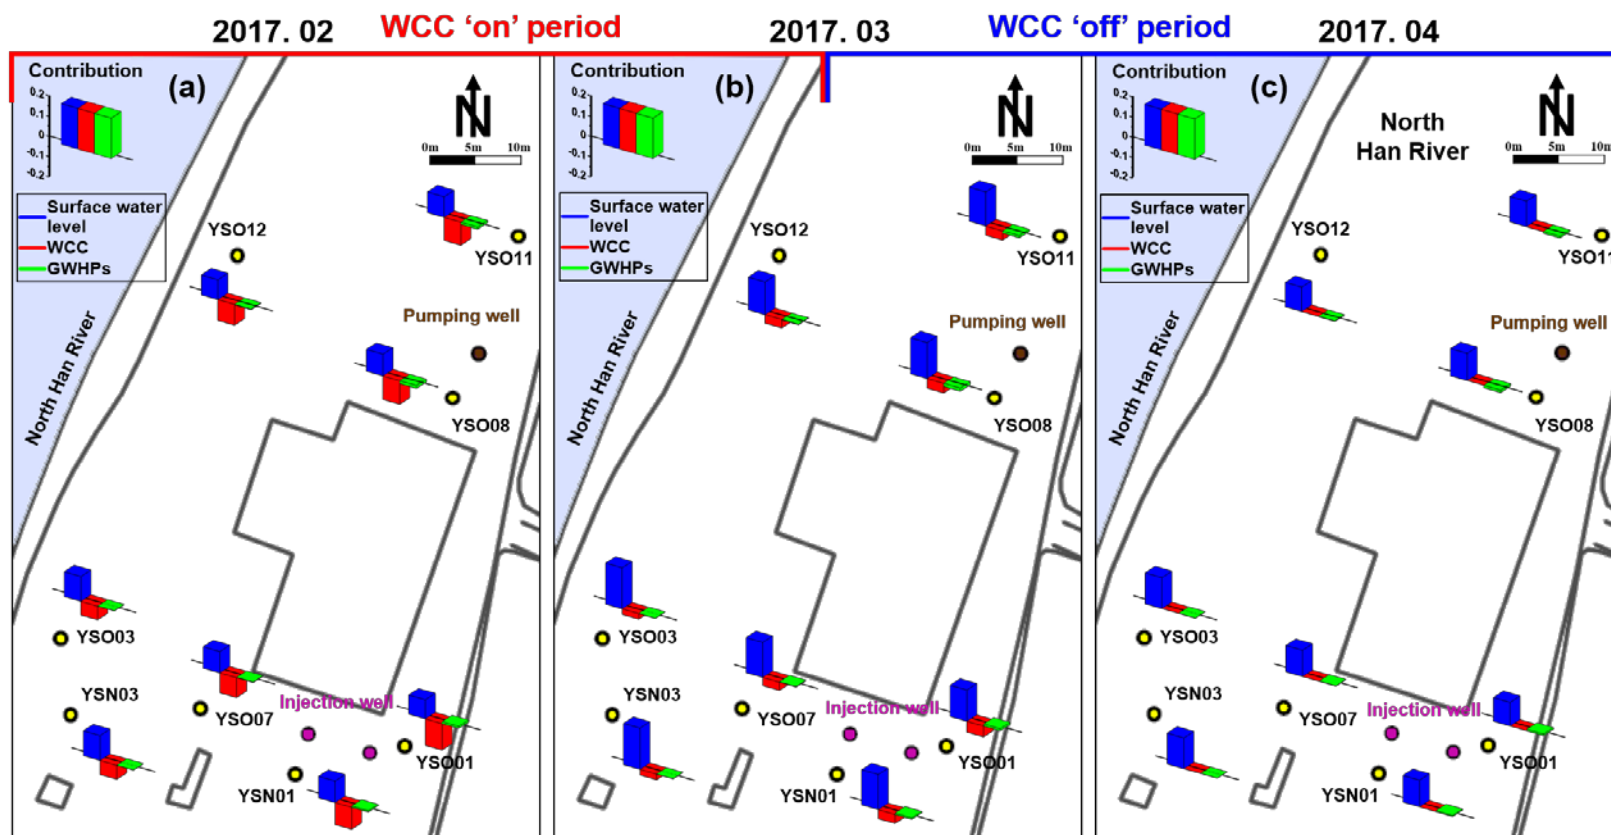 2017. 02
WCC ‘on’ period
2017. 03
WCC ‘off’ period
2017. 04
Contribution
(a)
0.2
0.1
0
-0.1
-0.2
N
0m 5m 10m
Surface water
level
WCC
GWHPs
YSO12
YSO11
Pumping well
North Han River
YSO08
YSO03
YSN03
YSO07
Injection well
YSO01
YSN01
Contribution
(b)
0.2
0.1
0
-0.1
-0.2
N
0m 5m 10m
Surface water
level
WCC
GWHPs
YSO12
YSO11
Pumping well
North Han River
YSO08
YSO03
YSN03
YSO07
Injection well
YSO01
YSN01
Contribution
(c)
0.2
0.1
0
-0.1
-0.2
North
Han River
N
0m 5m 10m
Surface water
level
WCC
GWHPs
YSO12
YSO11
Pumping well
North Han River
YSO08
YSO03
YSN03
YSO07
Injection well
YSO01
YSN01